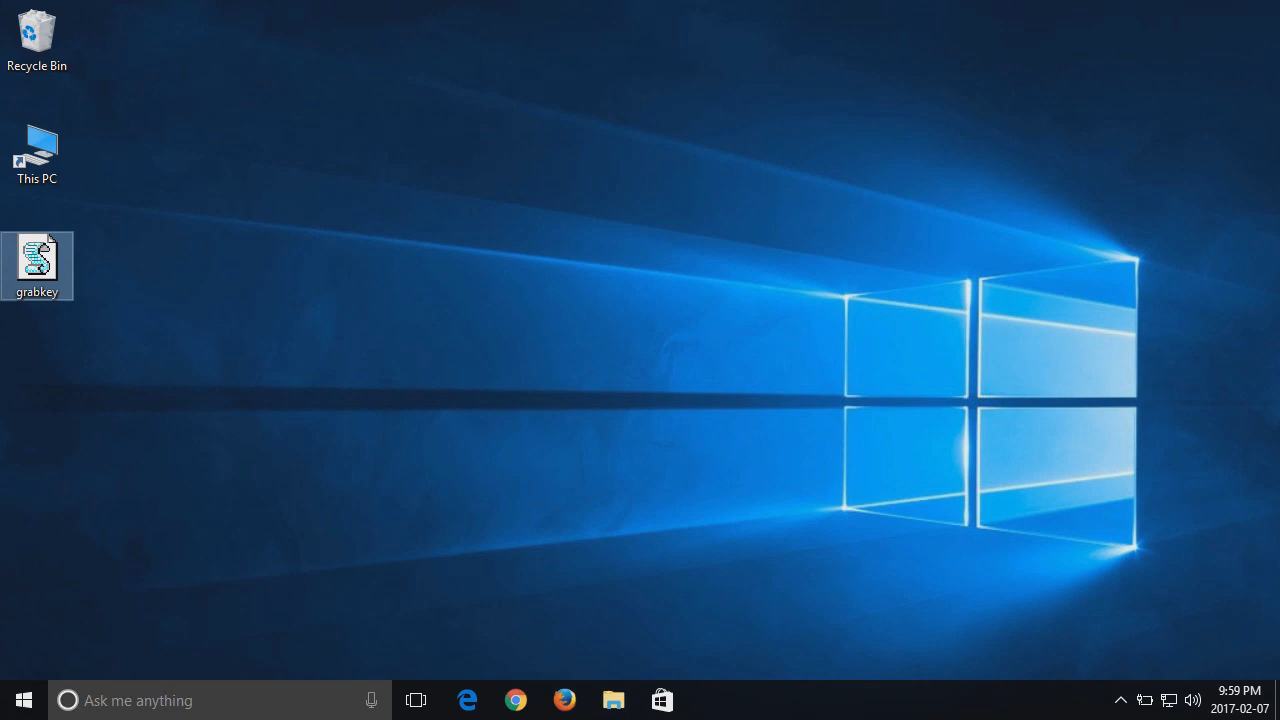 Recycle Bin
This PC
grabkey
Ask me anything
9:59 PM
2017-02-07